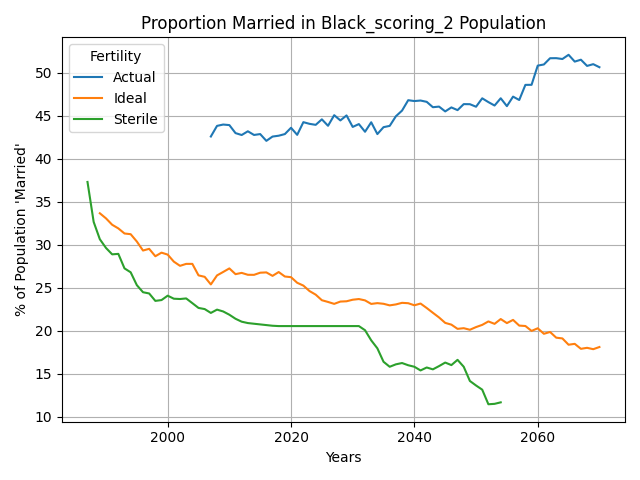 Proportion Married in Black_scoring_2 Population
Fertility
Actual
Ideal
Sterile
% of Population 'Married'
50
45
40
35
30
25
20
15
10
2000
2020
2040
2060
Years